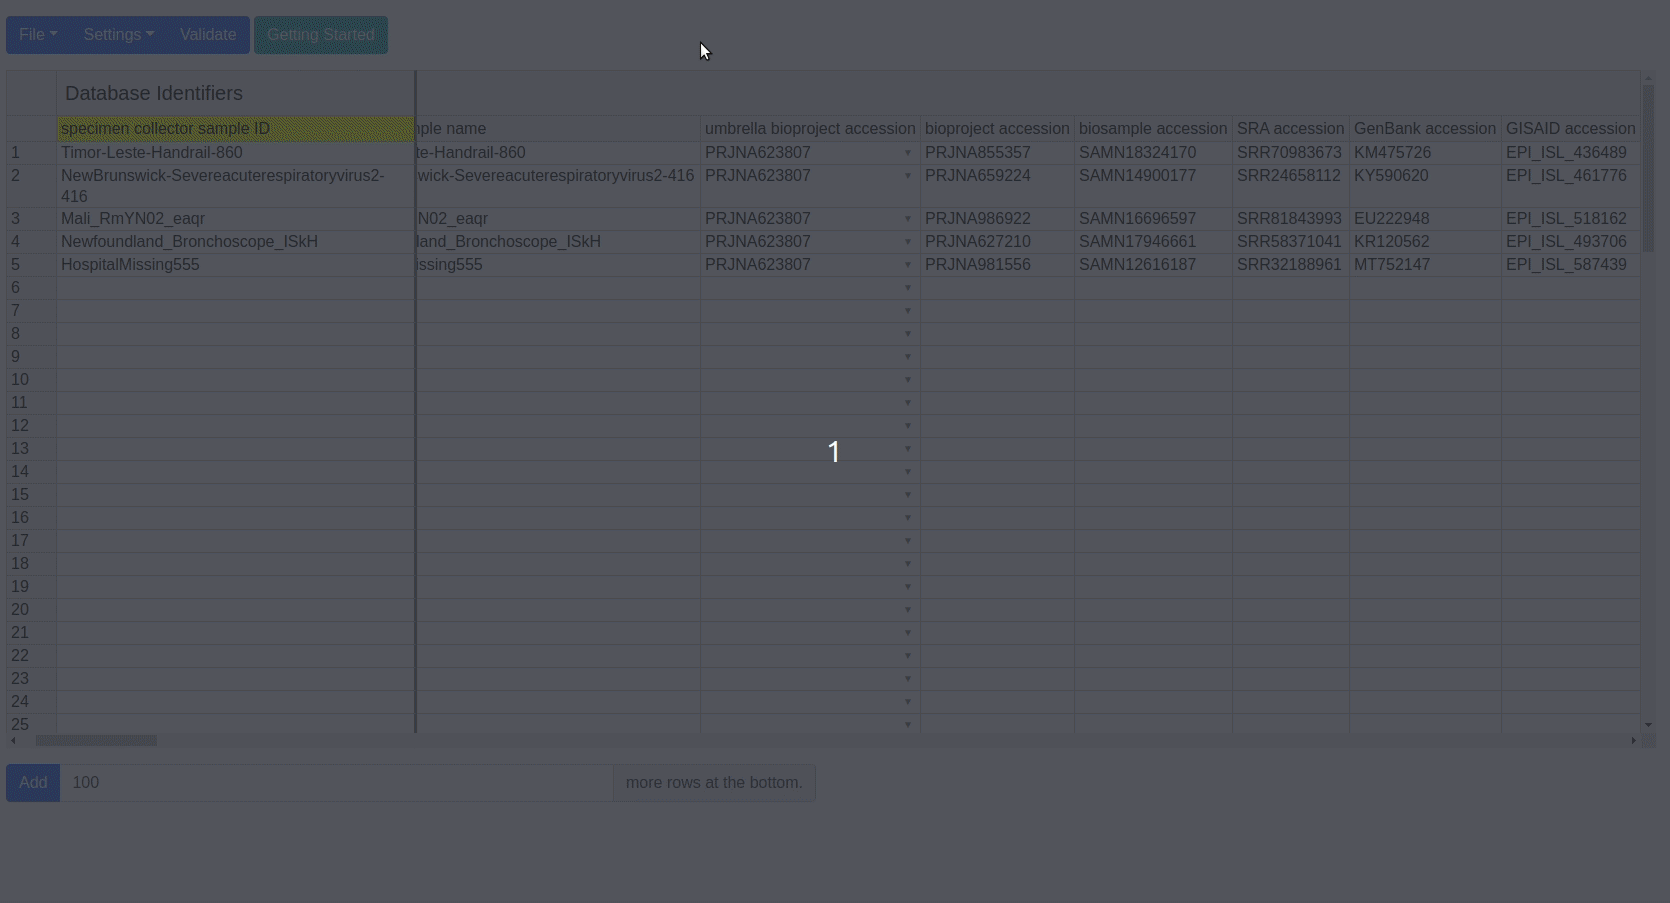 File Settings Validate Getting Started
Database Identifiers
specimen collector sample ID nple name umbrella bioproject accession bioproject accession biosample accession SRA accession GenBank accession GISAID accession
1 Timor-Leste-Handrail-860 te-Handrail-860 PRJNA623807 PRJNA855357 SAMN18324170 SRR70983673 KM475726 EPI_ISL_436489
2 NewBrunswick-Severeacuterespiratoryvirus2- wick-Severeacuterespiratoryvirus2-416 PRJNA623807 PRJNA659224 SAMN14900177 SRR24658112 KY590620 EPI_ISL_461776
416
3 Mali_RmYN02_eaqr N02_eaqr PRJNA623807 PRJNA986922 SAMN16696597 SRR81843993 EU222948 EPI_ISL_518162
4 Newfoundland_Bronchoscope_ISkH land_Bronchoscope_ISkH PRJNA623807 PRJNA627210 SAMN17946661 SRR58371041 KR120562 EPI_ISL_493706
5 HospitalMissing555 issing555 PRJNA623807 PRJNA981556 SAMN12616187 SRR32188961 MT752147 EPI_ISL_587439
6
7
8
9
10
11
12
13
1
14
15
16
17
18
19
20
21
22
23
24
25
Add 100 more rows at the bottom.